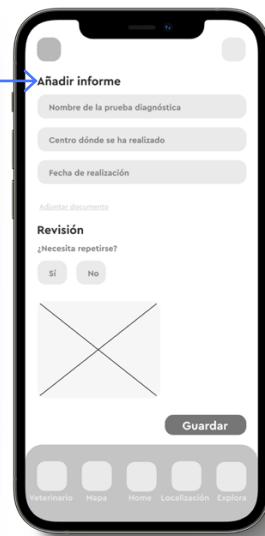 Añadir informe
Nombre de la prueba diagnóstica
Centro dónde se ha realizado
Fecha de realización
Adjuntar documento
Revisión
¿Necesita repetirse?
Sí No
Guardar
Veterinario Mapa Home Localización Explora